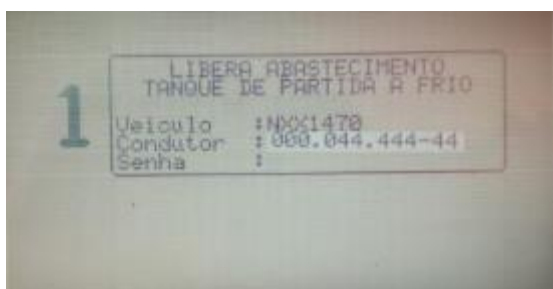 LIBERA ABASTECIMENTO
TANQUE DE PARTIDA A FRIO
1
Veiculo :NXX1470
Condutor :000.044.444-44
Senha :